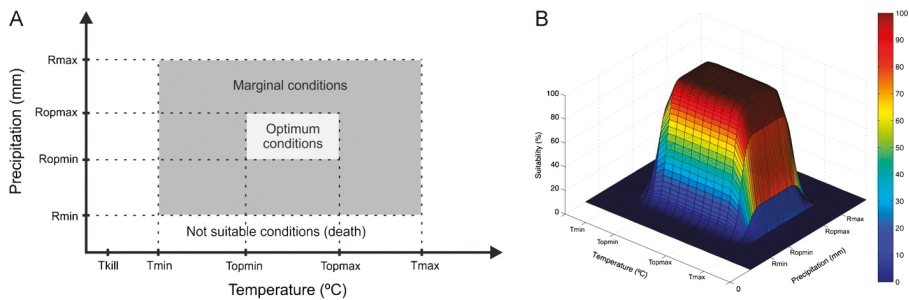 A
Precipitation (mm)
Rmax
Ropmax
Ropmin
Rmin
Marginal conditions
Optimum
conditions
Not suitable conditions (death)
Tkill Tmin Topmin Topmax Tmax
Temperature (ºC)
B
Suitability (%)
100
80
60
40
20
0
Tmin
Topmin
Topmax
Tmax
0
Temperature (ºC)
Rmin
Ropmin
Ropmax
Rmax
Precipitation (mm)
100
90
80
70
60
50
40
30
20
10
0